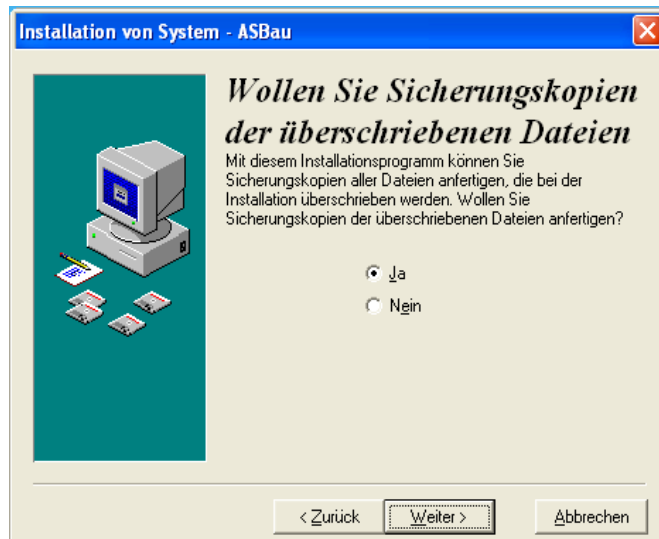 Installation von System - ASBau
Wollen Sie Sicherungskopien
der überschriebenen Dateien
Mit diesem Installationsprogramm können Sie
Sicherungskopien aller Dateien anfertigen, die bei der
Installation überschrieben werden. Wollen Sie
Sicherungskopien der überschriebenen Dateien anfertigen?
Ja
Nein
< Zurück
Weiter >
Abbrechen